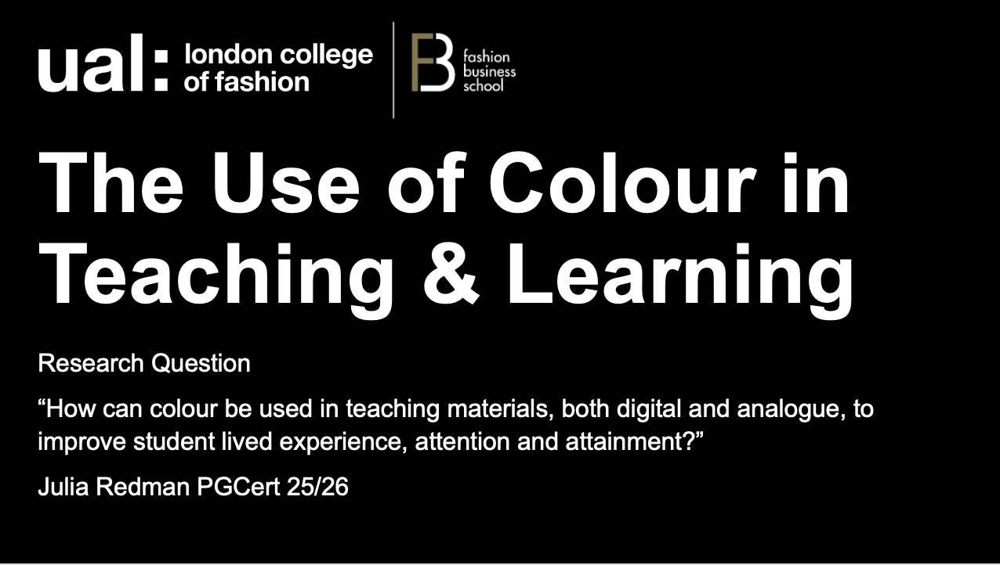 ual: london college
of fashion
FB fashion
business
school
The Use of Colour in
Teaching & Learning
Research Question
“How can colour be used in teaching materials, both digital and analogue, to
improve student lived experience, attention and attainment?”
Julia Redman PGCert 25/26